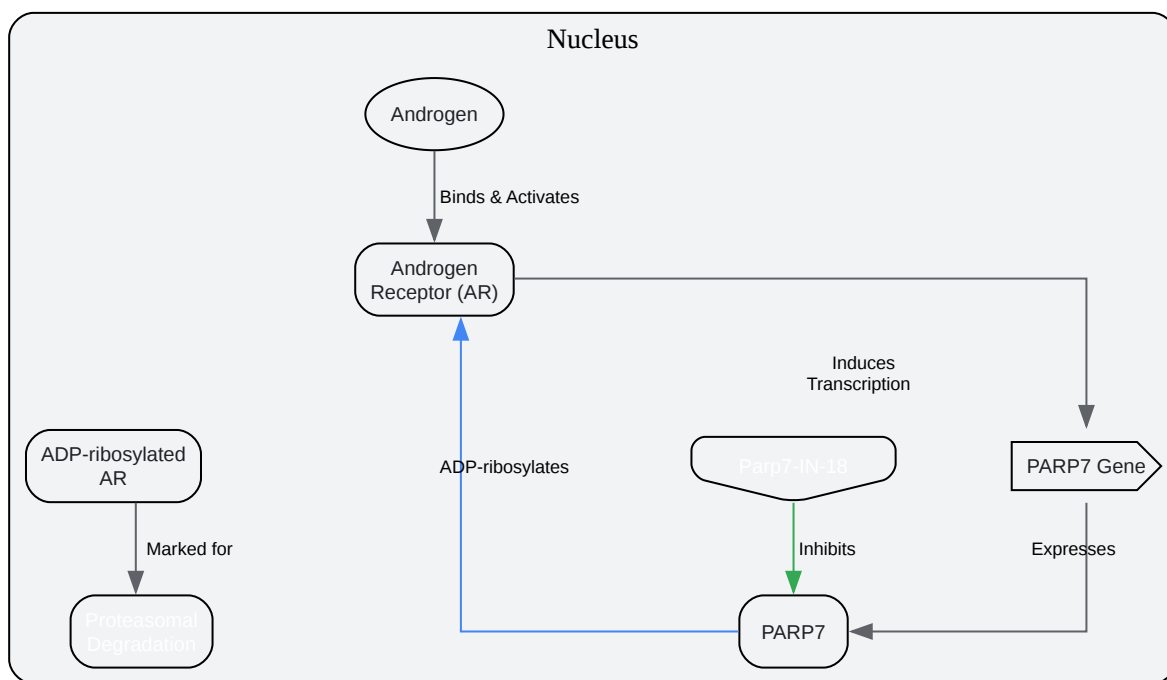 Nucleus
Androgen
Binds & Activates
Androgen
Receptor (AR)
Induces
Transcription
ADP-ribosylated
AR
ADP-ribosylates
Parp7-IN-18
PARP7 Gene
Marked for
Inhibits
Expresses
Proteasomal
Degradation
PARP7